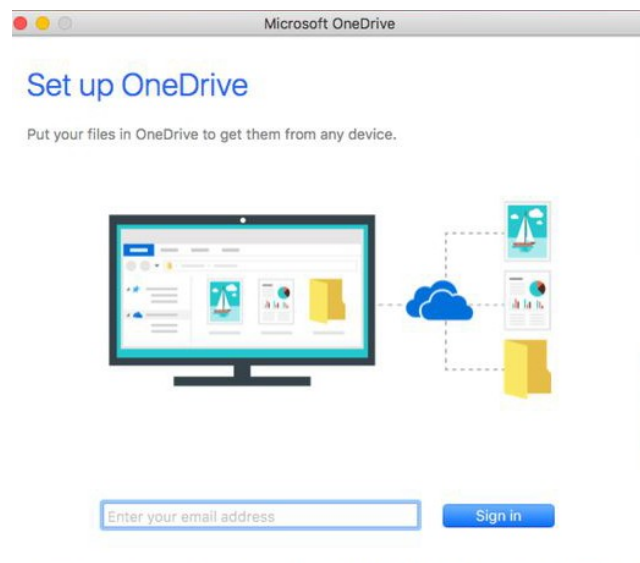 Microsoft OneDrive
Set up OneDrive
Put your files in OneDrive to get them from any device.
Enter your email address
Sign in